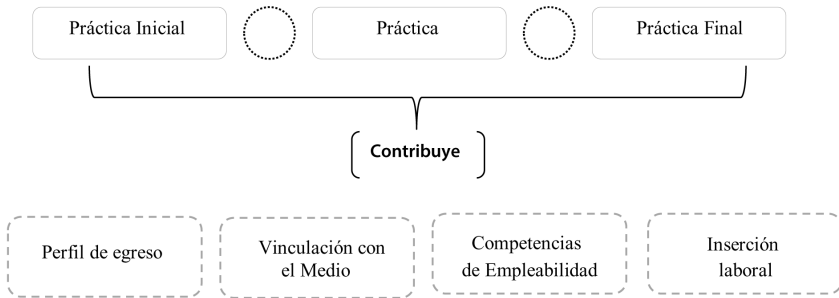 Práctica Inicial
Práctica
Práctica Final
Contribuye
Perfil de egreso
Vinculación con
el Medio
Competencias
de Empleabilidad
Inserción
laboral